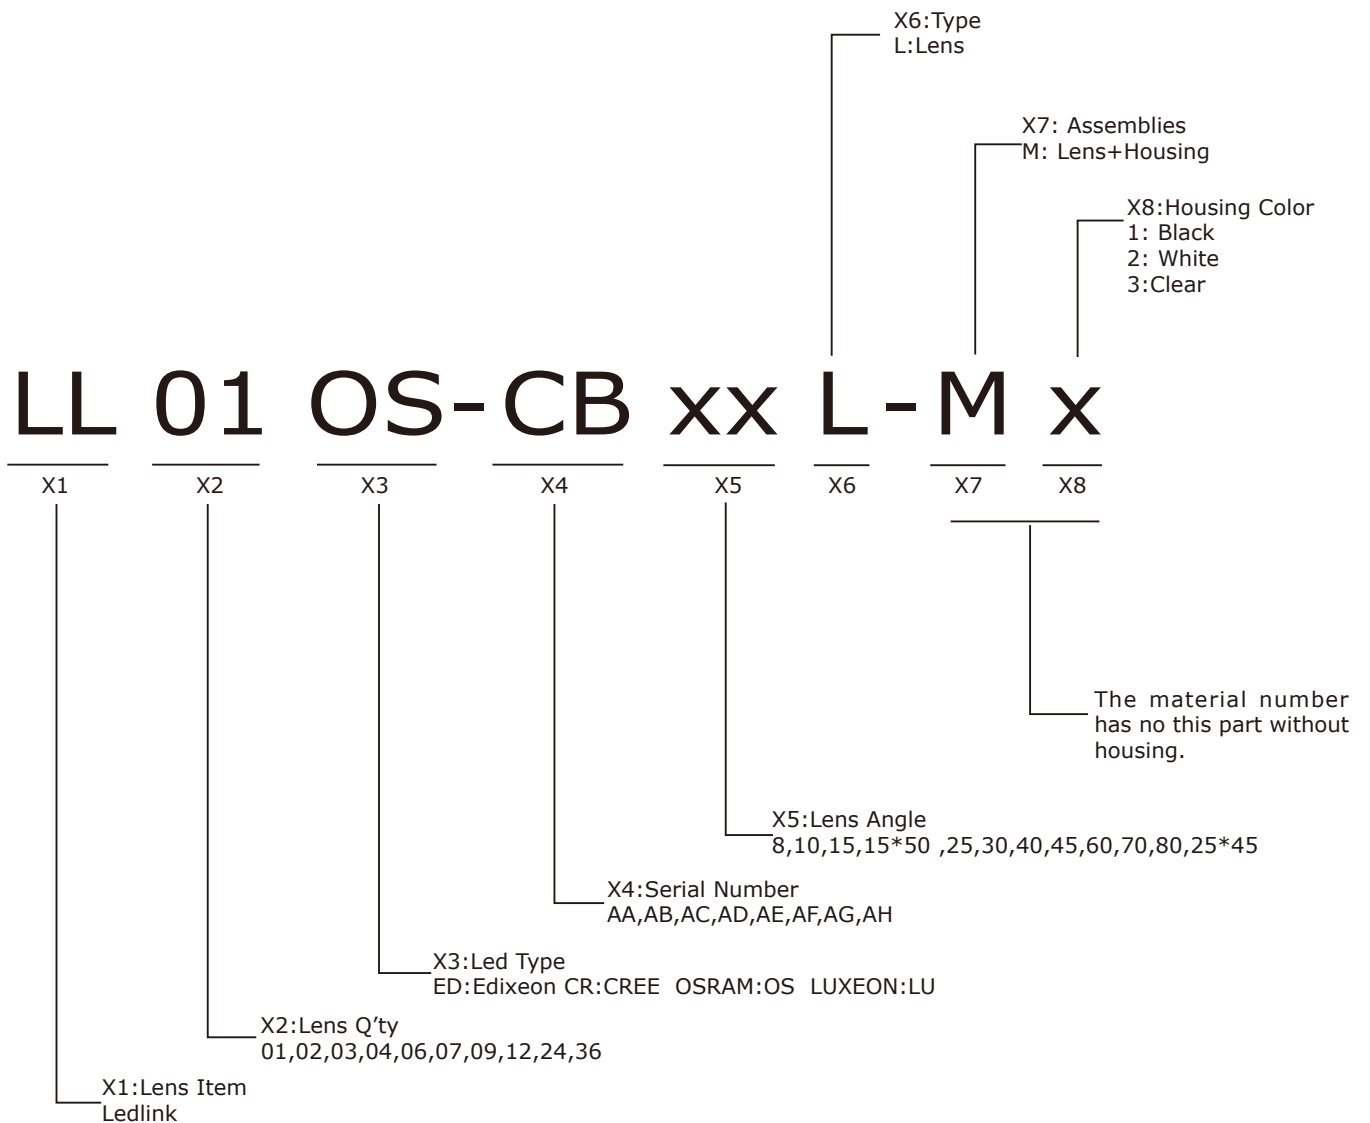 X6:Type
L:Lens
X7: Assemblies
M: Lens+Housing
X8:Housing Color
1: Black
2: White
3:Clear
LL 01 OS-CB xx L-M x
X1 X2 X3 X4 X5 X6 X7 X8
The material number
has no this part without
housing.
X5:Lens Angle
8,10,15,15*50 ,25,30,40,45,60,70,80,25*45
X4:Serial Number
AA,AB,AC,AD,AE,AF,AG,AH
X3:Led Type
ED:Edixeon CR:CREE  OSRAM:OS  LUXEON:LU
X2:Lens Q’ty
01,02,03,04,06,07,09,12,24,36
X1:Lens Item
Ledlink